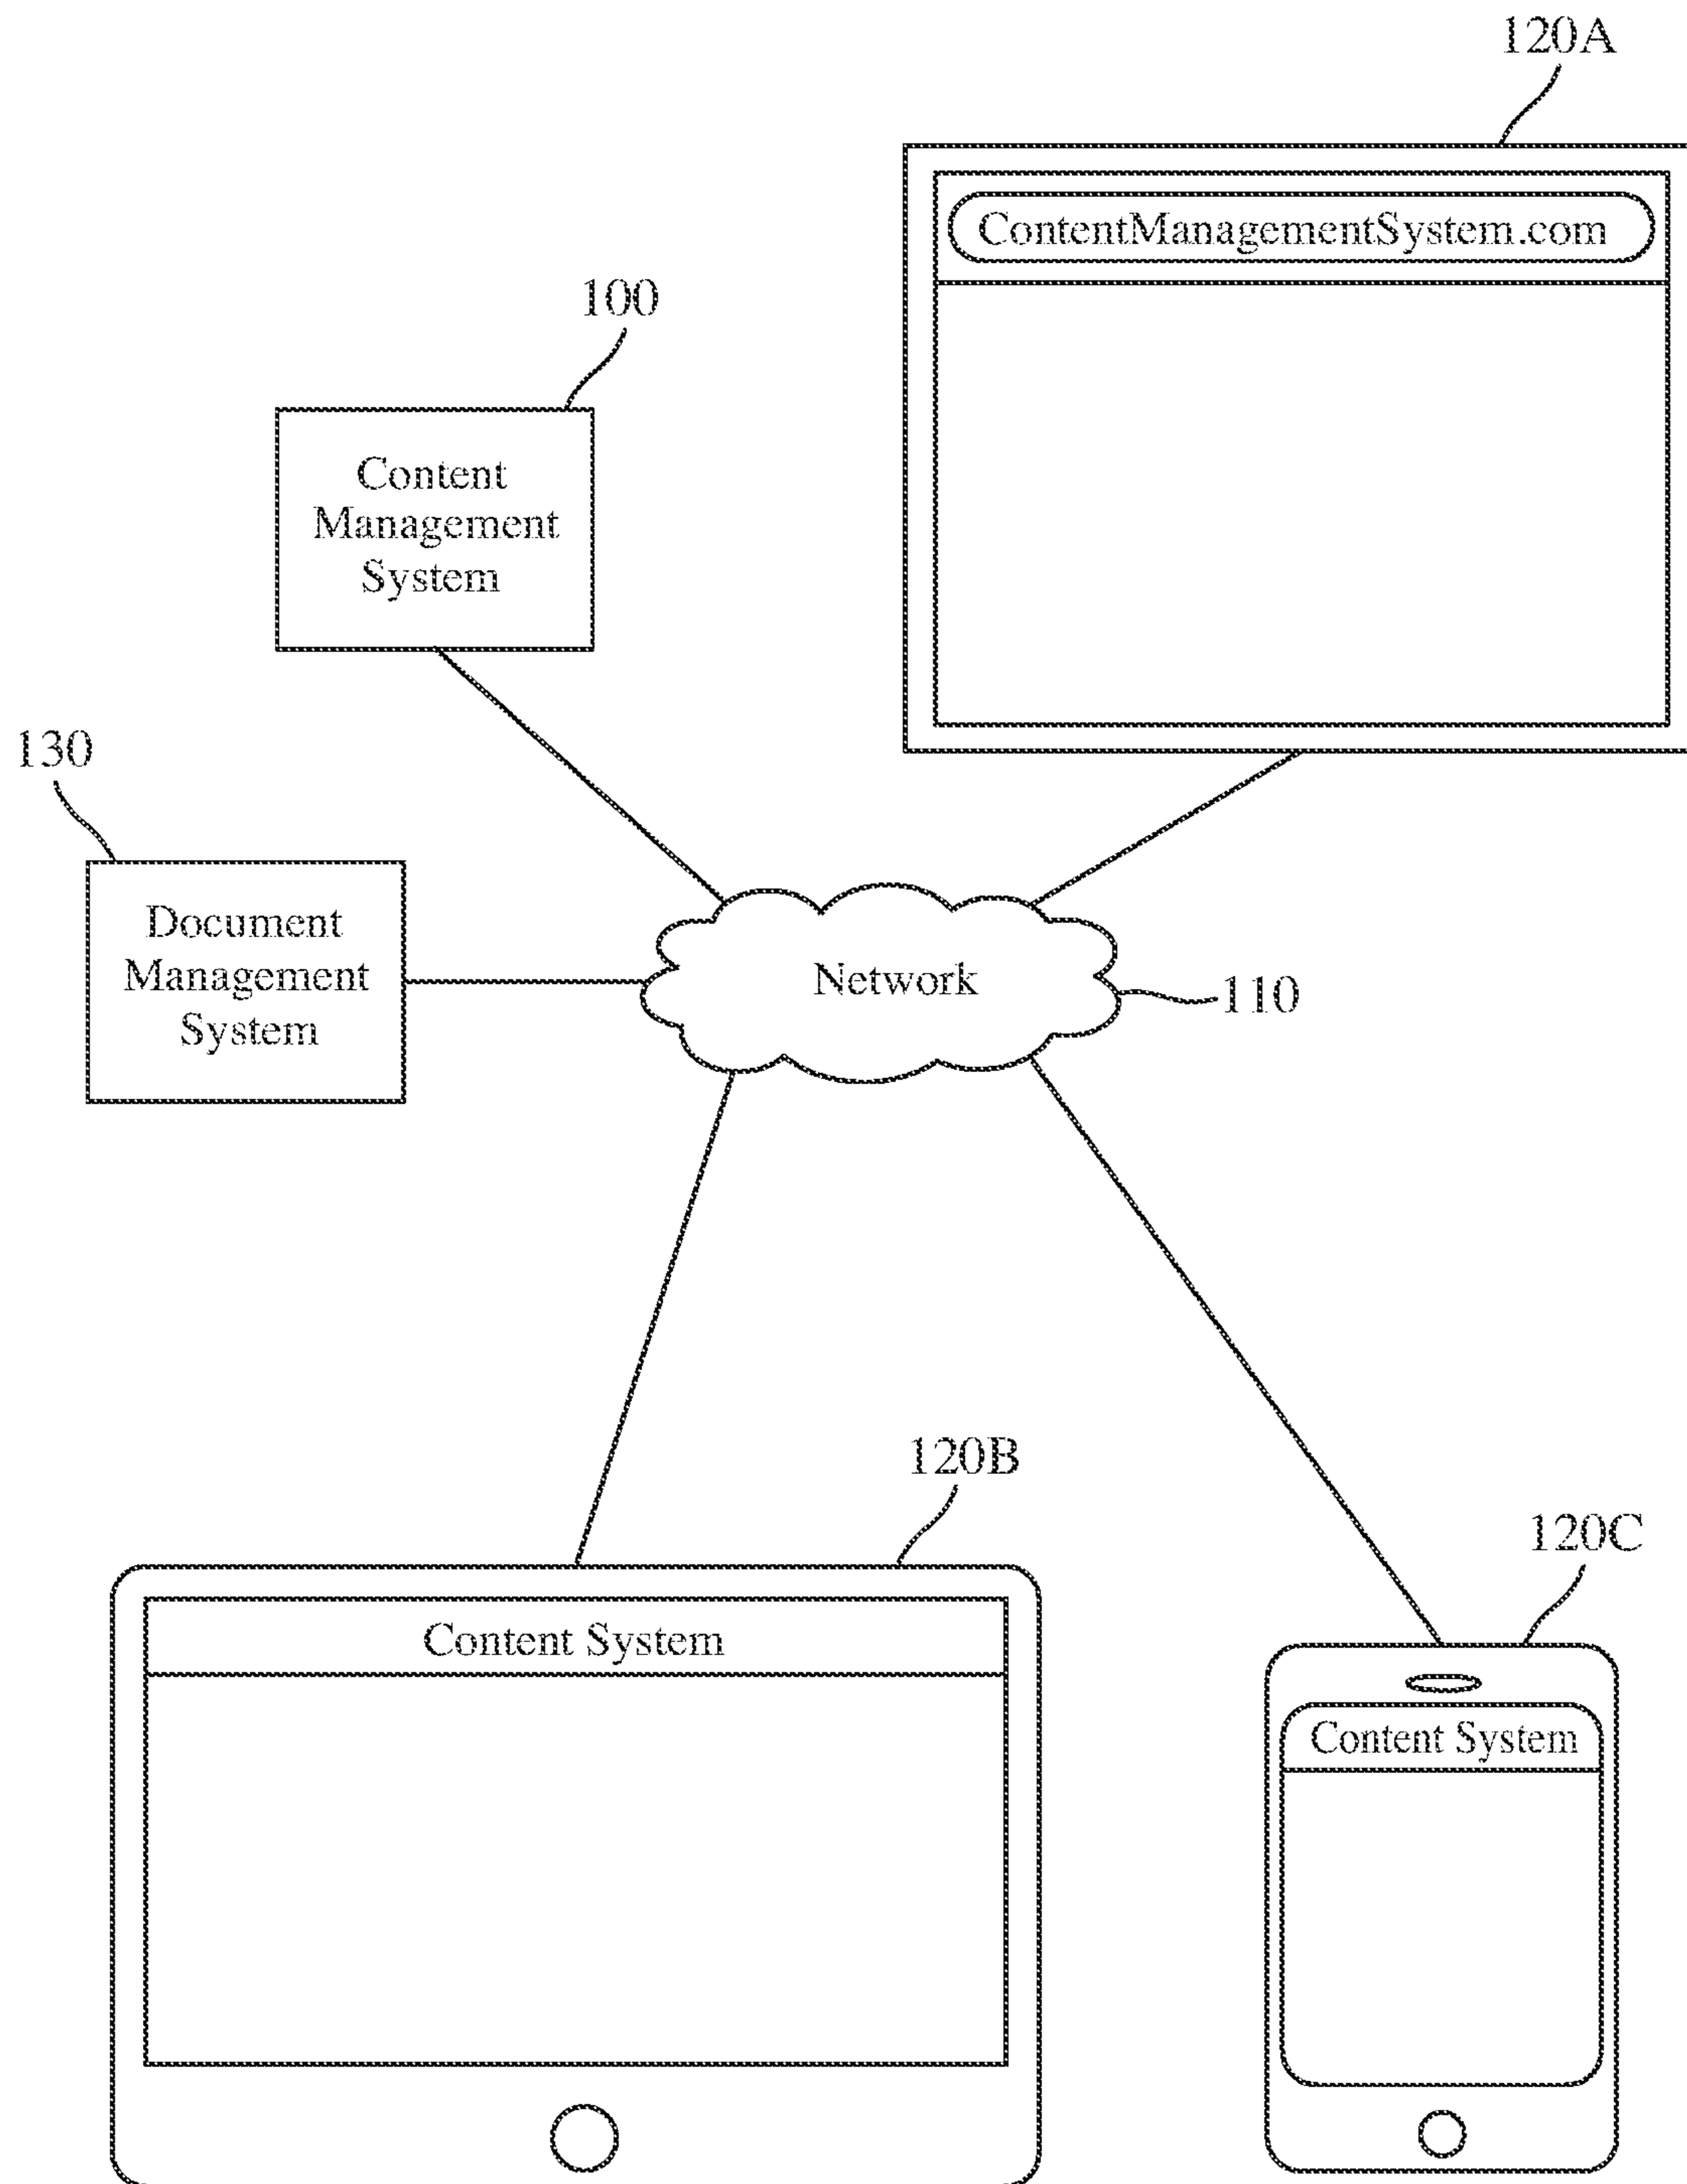 120A
ContentManagementSystem.com
100
Content
Management
System
130
Document
Management
System
Network
110
120B
Content System
120C
Content System